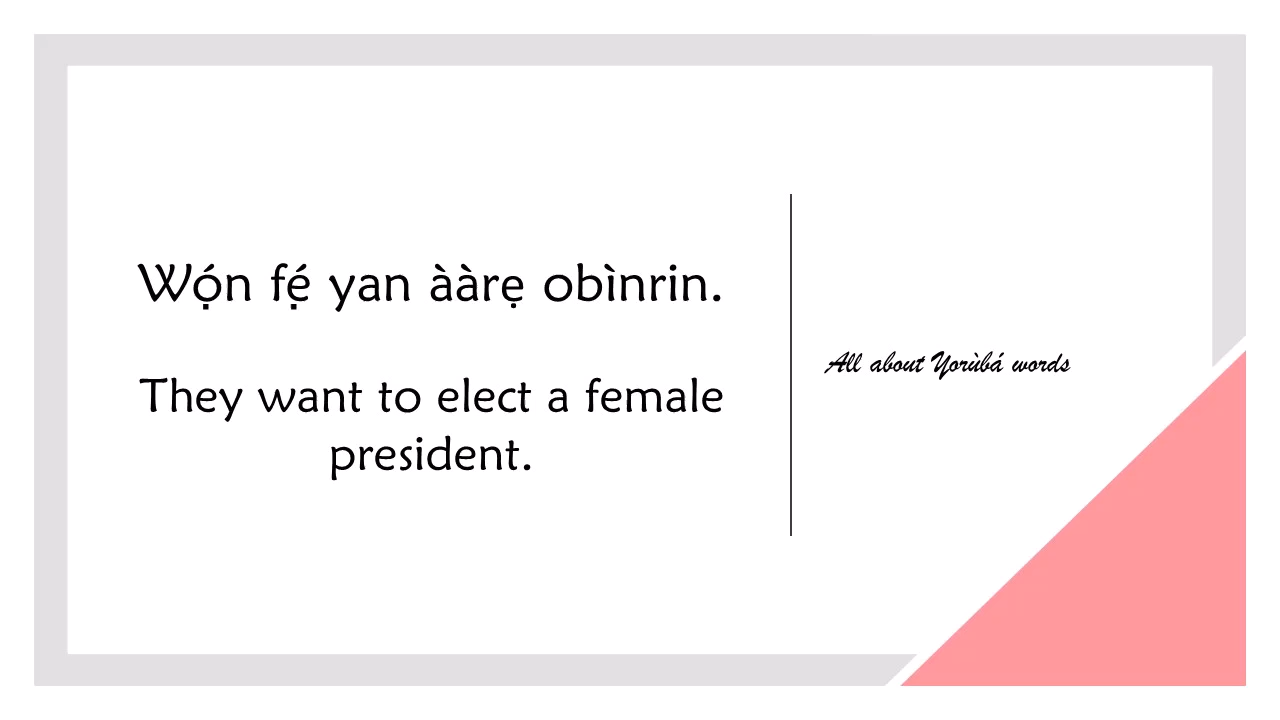 Wọ́n fẹ́ yan ààrẹ obìnrin.
They want to elect a female
president.
All about Yorùbá words